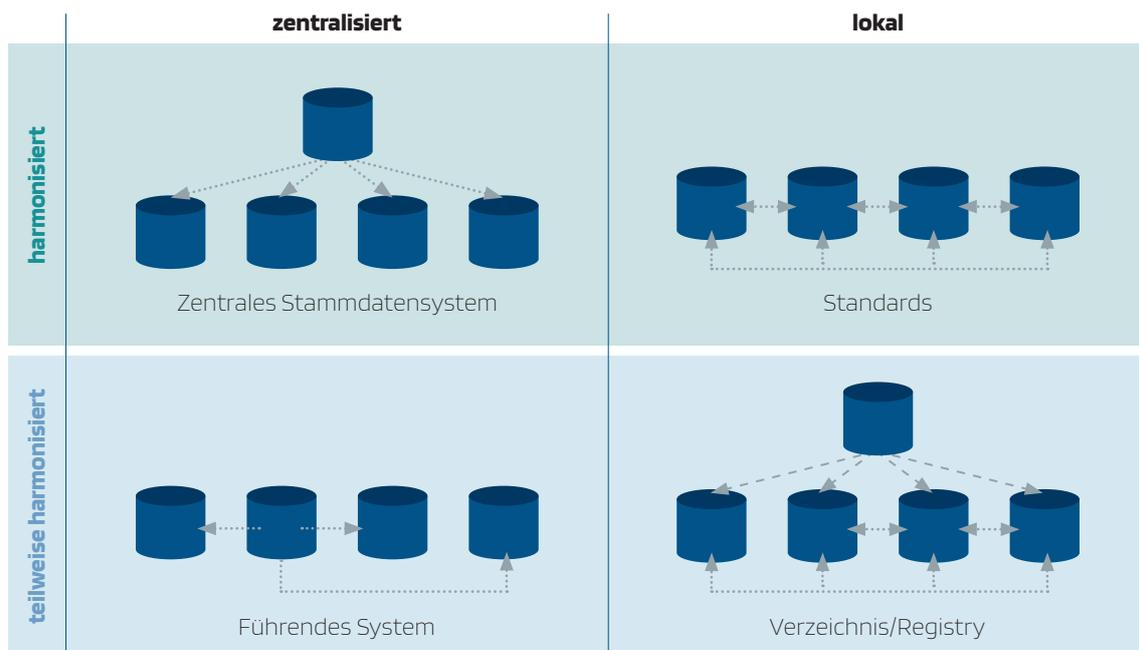 zentralisiert
lokal
harmonisiert
Zentrales Stammdatensystem
Standards
teilweise harmonisiert
Führendes System
Verzeichnis/Registry